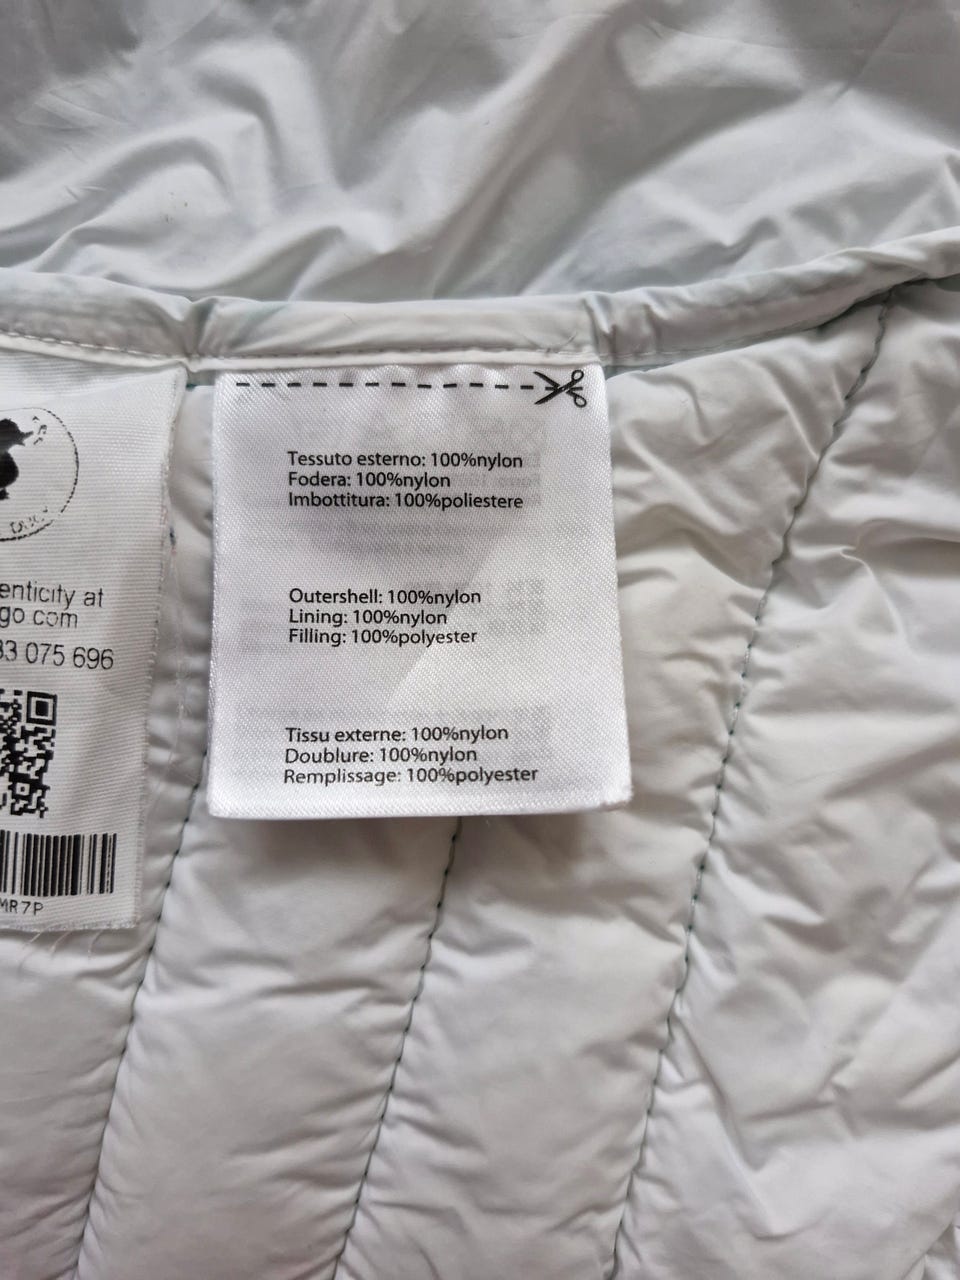 enticity at
go com
33 075 696
MR7P
Tessuto esterno: 100%nylon
Fodera: 100%nylon
Imbottitura: 100%poliestere
Outershell: 100%nylon
Lining: 100%nylon
Filling: 100%polyester
Tissu externe: 100%nylon
Doublure: 100%nylon
Remplissage: 100%polyester